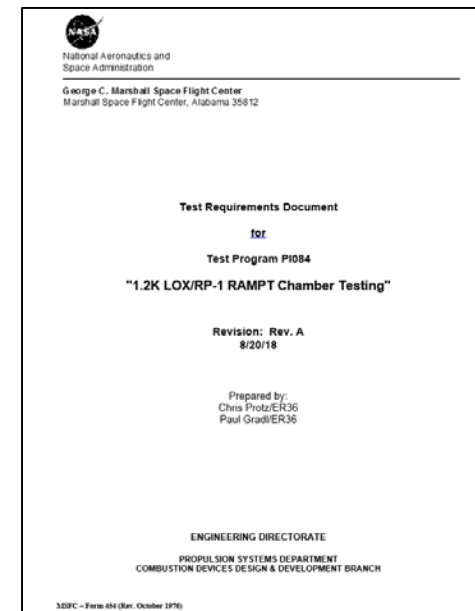 NASA
National Aeronautics and
Space Administration
George C. Marshall Space Flight Center
Marshall Space Flight Center, Alabama 35812
Test Requirements Document
for
Test Program PI084
"1.2K LOX/RP-1 RAMPT Chamber Testing"
Revision: Rev. A
8/20/18
Prepared by:
Chris Protz/ER36
Paul Gradl/ER36
ENGINEERING DIRECTORATE
PROPULSION SYSTEMS DEPARTMENT
COMBUSTION DEVICES DESIGN & DEVELOPMENT BRANCH
MSFC – Form 454 (Rev. October 1978)